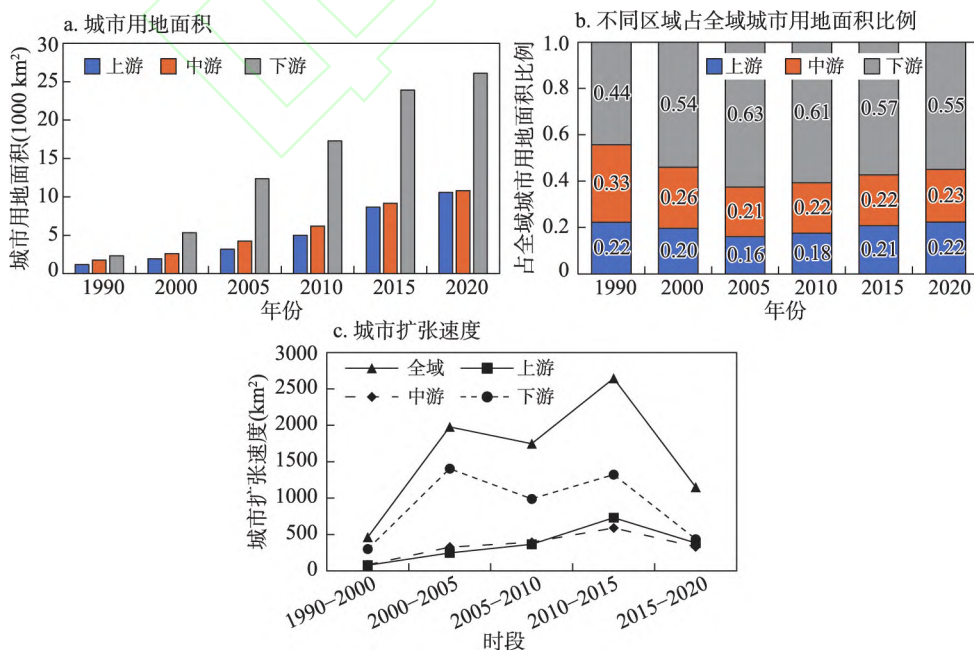 a. 城市用地面积
城市用地面积(1000 km²)
30
25
20
15
10
5
0
上游 中游 下游
1990 2000 2005 2010 2015 2020
年份
b. 不同区域占全域城市用地面积比例
占全域城市用地面积比例
1.0
0.8
0.6
0.4
0.2
0
上游 中游 下游
0.44 0.54 0.63 0.61 0.57 0.55
0.33 0.26 0.21 0.22 0.22 0.23
0.22 0.20 0.16 0.18 0.21 0.22
1990 2000 2005 2010 2015 2020
年份
c. 城市扩张速度
城市扩张速度(km²)
3000
2500
2000
1500
1000
500
0
全域 上游
中游 下游
1990–2000 2000–2005 2005–2010 2010–2015 2015–2020
时段